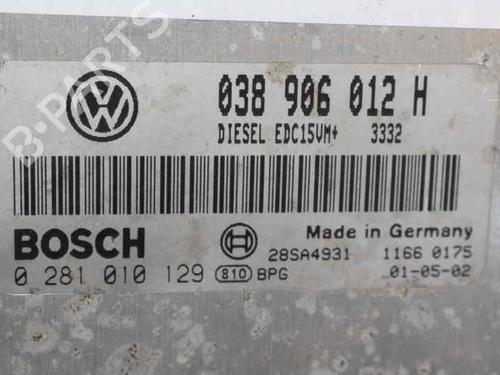 B-PARTS
038 906 012 H
DIESEL EDC15VM+ 3332
BOSCH
Made in Germany
28SA4931 1166 0175
0 281 010 129 810 BPG 01-05-02